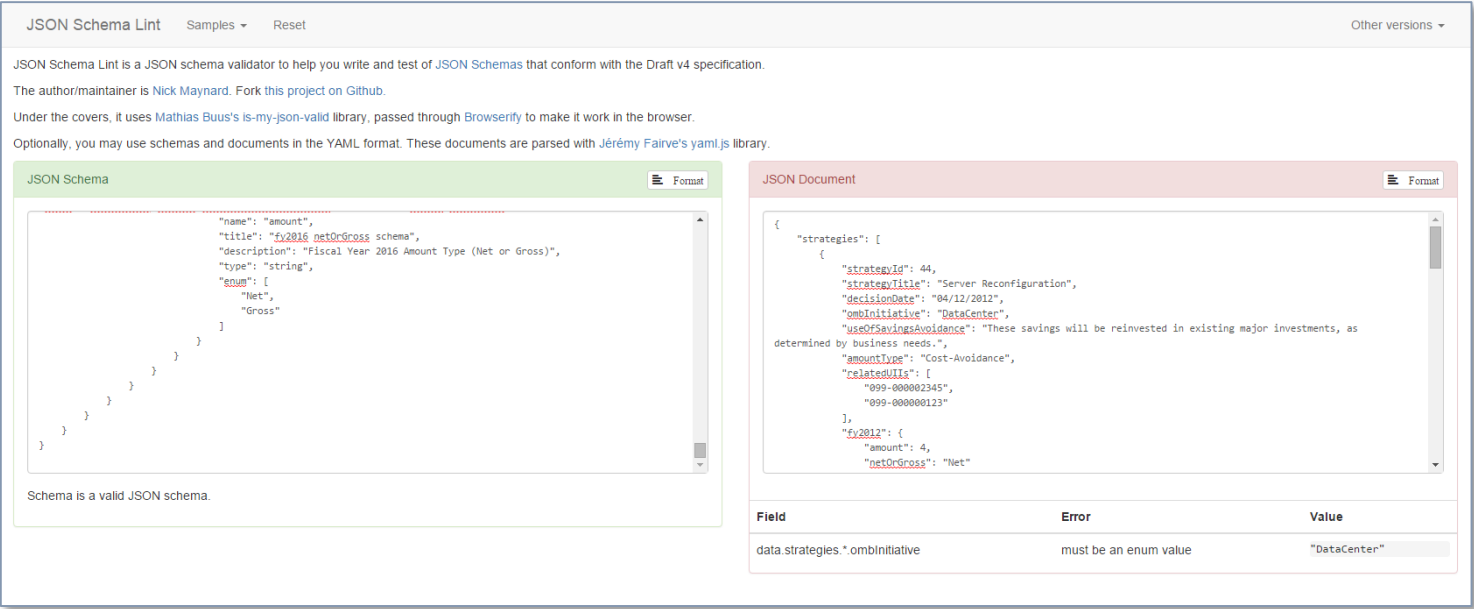 JSON Schema Lint Samples Reset Other versions
JSON Schema Lint is a JSON schema validator to help you write and test of JSON Schemas that conform with the Draft v4 specification.
The author/maintainer is Nick Maynard. Fork this project on Github.
Under the covers, it uses Mathias Buus's is-my-json-valid library, passed through Browserify to make it work in the browser.
Optionally, you may use schemas and documents in the YAML format. These documents are parsed with Jérémy Fairve's yaml.js library.
JSON Schema Format
"name": "amount",
"title": "fy2016 netOrGross schema",
"description": "Fiscal Year 2016 Amount Type (Net or Gross)",
"type": "string",
"enum": [
"Net",
"Gross"
]
}
}
}
}
}
}
}
}
Schema is a valid JSON schema.
JSON Document Format
{
"strategies": [
{
"strategyId": 44,
"strategyTitle": "Server Reconfiguration",
"decisionDate": "04/12/2012",
"ombInitiative": "DataCenter",
"useOfSavingsAvoidance": "These savings will be reinvested in existing major investments, as
determined by business needs.",
"amountType": "Cost-Avoidance",
"relatedUIIs": [
"099-000002345",
"099-000000123"
],
"fy2012": {
"amount": 4,
"netOrGross": "Net"
Field Error Value
data.strategies.*.ombInitiative must be an enum value "DataCenter"